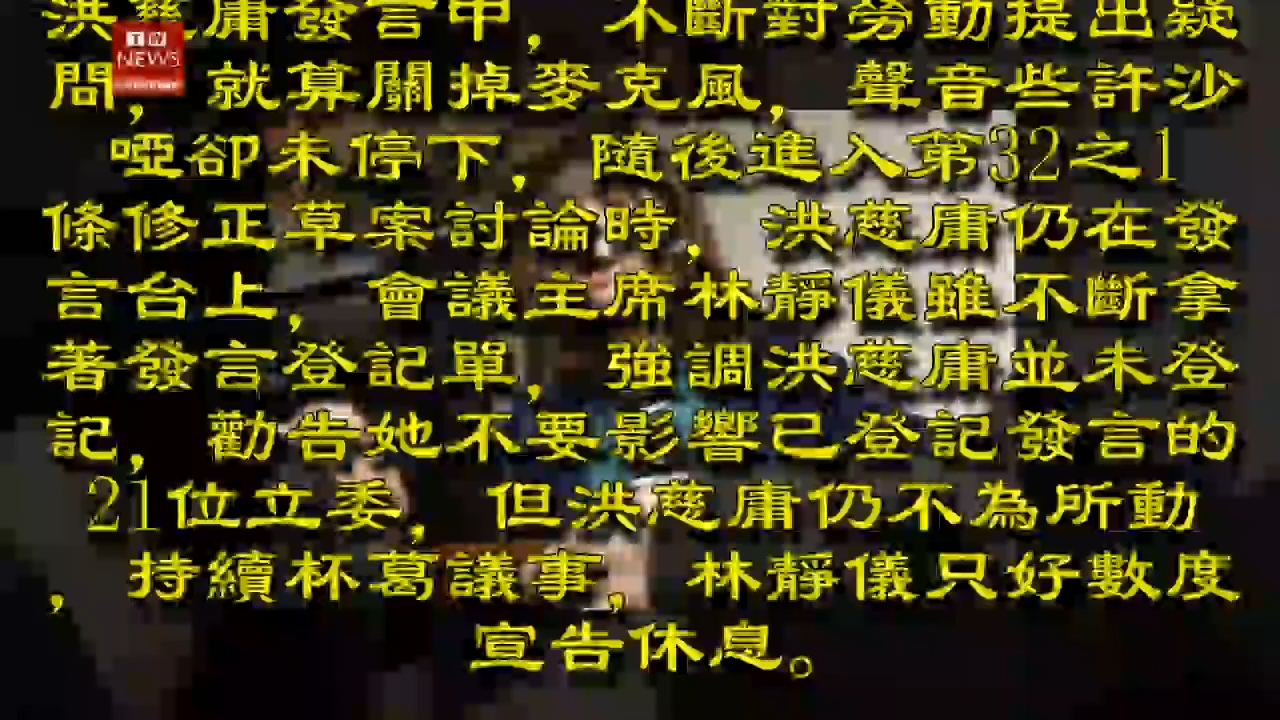 洪慈庸發言中，不斷對勞動提出疑
問，就算關掉麥克風，聲音些許沙
啞卻未停下，隨後進入第32之1
條修正草案討論時，洪慈庸仍在發
言台上，會議主席林靜儀雖不斷拿
著發言登記單，強調洪慈庸並未登
記，勸告她不要影響已登記發言的
21位立委，但洪慈庸仍不為所動
，持續杯葛議事，林靜儀只好數度
宣告休息。
NEWS